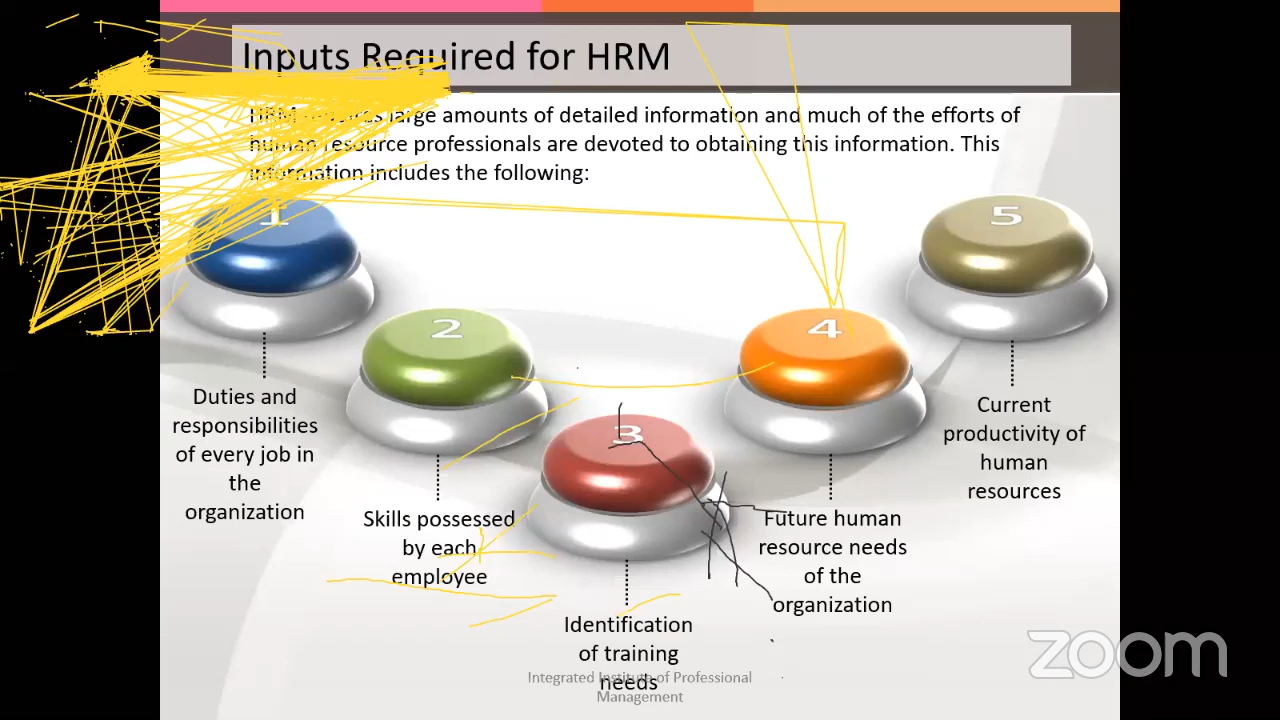 Inputs Required for HRM
HRM requires large amounts of detailed information and much of the efforts of
human resource professionals are devoted to obtaining this information. This
information includes the following:
1
Duties and
responsibilities
of every job in
the
organization
2
Skills possessed
by each
employee
3
Identification
of training
needs
4
Future human
resource needs
of the
organization
5
Current
productivity of
human
resources
Integrated Institute of Professional
Management
zoom